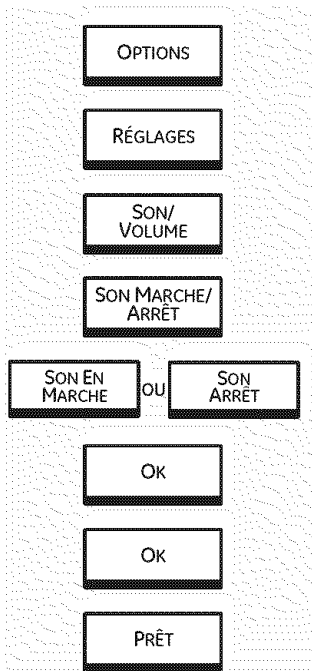 OPTIONS
RÉGLAGES
SON/
VOLUME
SON MARCHE/
ARRÊT
SON EN
MARCHE
OU
SON
ARRÊT
OK
OK
PRÊT